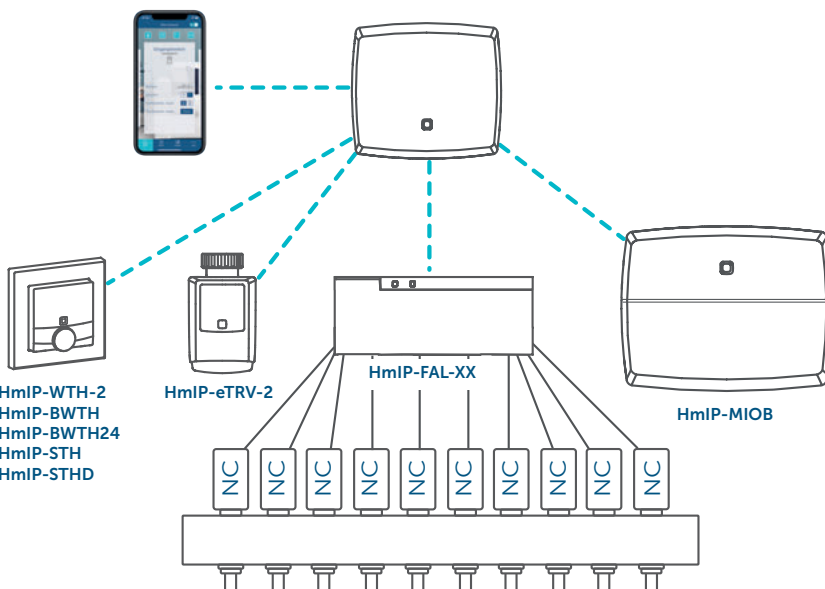 HmIP-WTH-2
HmIP-BWTH
HmIP-BWTH24
HmIP-STH
HmIP-STHD
HmIP-eTRV-2
HmIP-FAL-XX
HmIP-MIOB
NC
NC
NC
NC
NC
NC
NC
NC
NC
NC